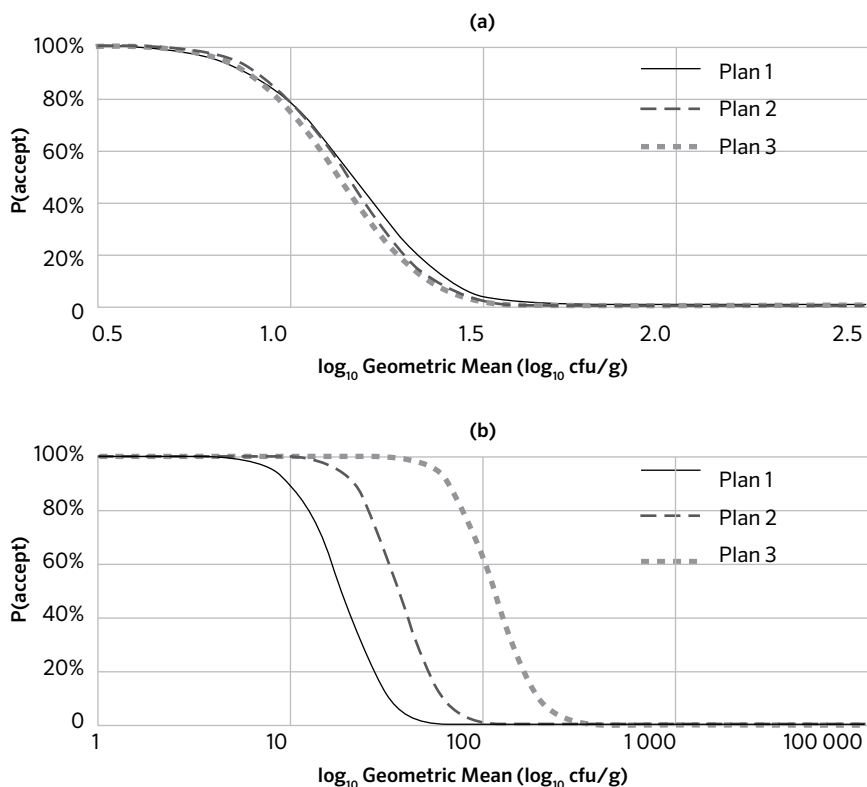 (a)
100%
80%
60%
40%
20%
0
P(accept)
Plan 1
Plan 2
Plan 3
0.5 1.0 1.5 2.0 2.5
log₁₀ Geometric Mean (log₁₀ cfu/g)
(b)
100%
80%
60%
40%
20%
0
P(accept)
Plan 1
Plan 2
Plan 3
1 10 100 1000 100 000
log₁₀ Geometric Mean (log₁₀ cfu/g)